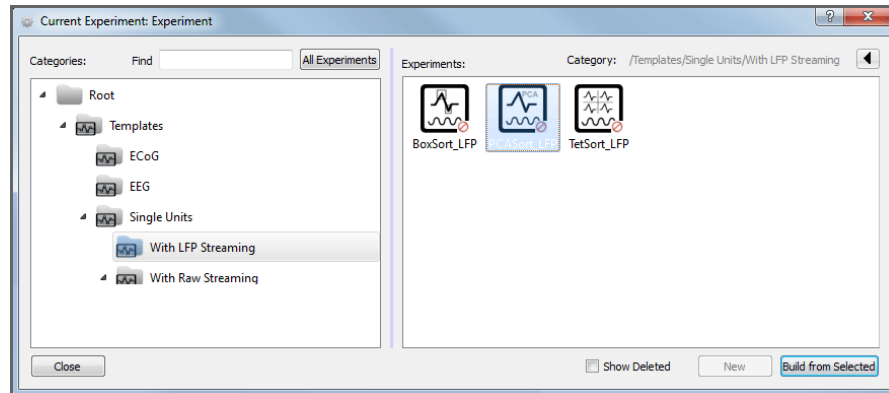 Current Experiment: Experiment
Categories:
Find
All Experiments
Root
Templates
ECoG
EEG
Single Units
With LFP Streaming
With Raw Streaming
Experiments:
Category: /Templates/Single Units/With LFP Streaming
PCA
BoxSort_LFP
PCASort_LFP
TetSort_LFP
Close
Show Deleted
New
Build from Selected